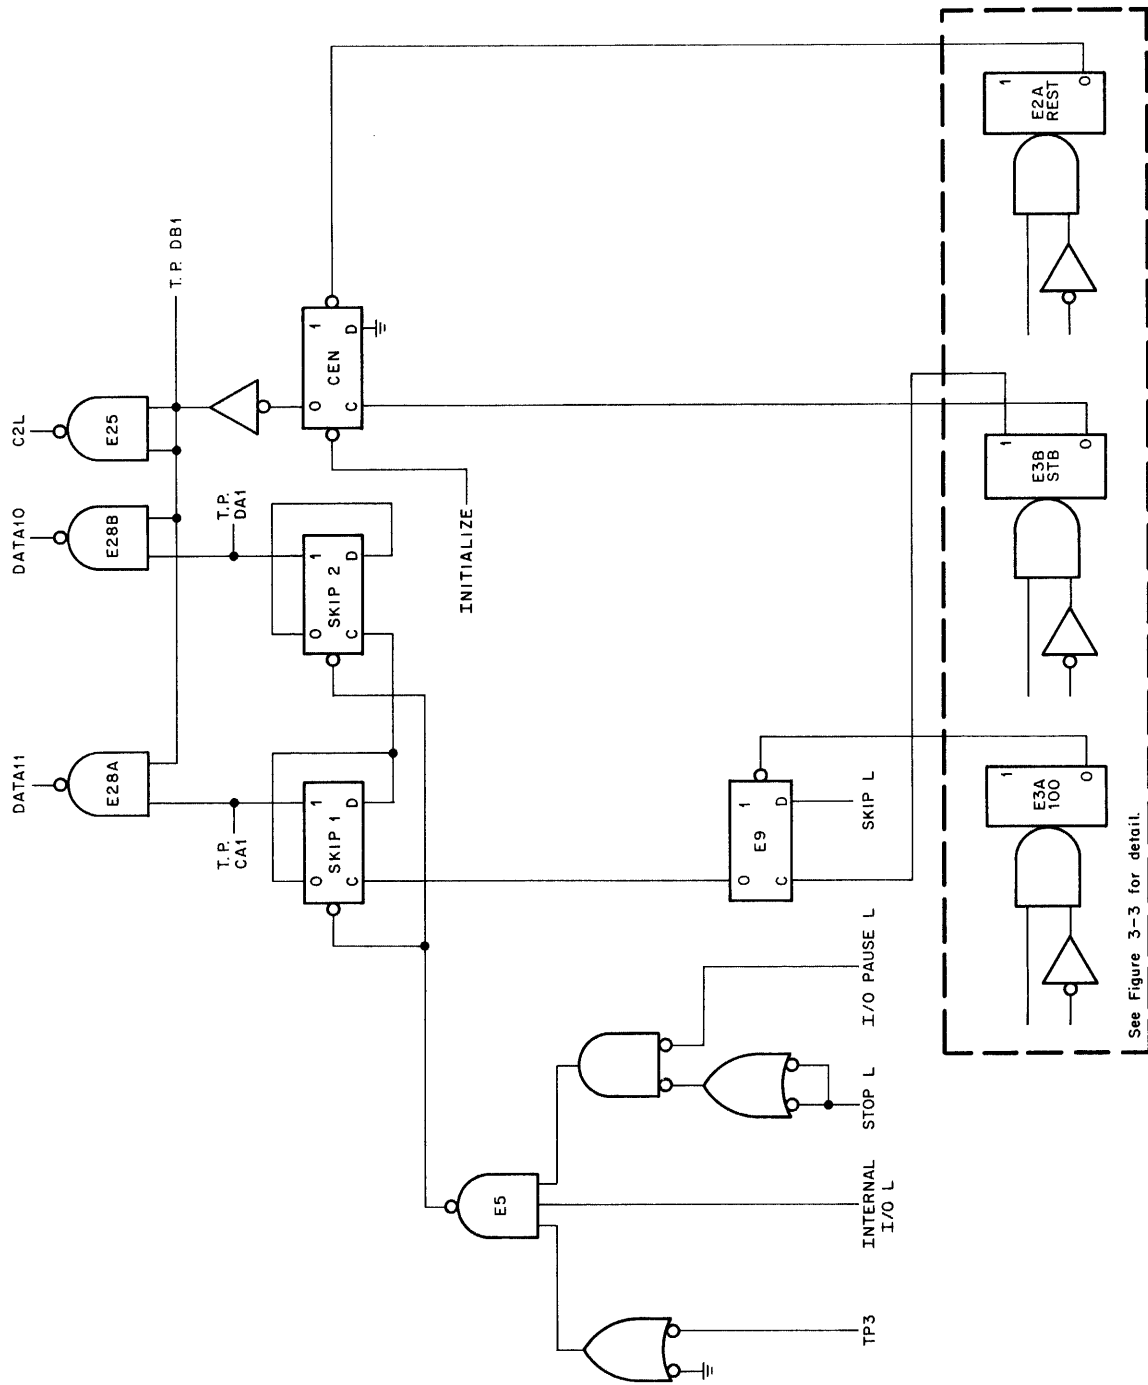 DATA11
DATA10
C2L
E28A
E28B
E25
T.P. DB1
T.P.
CA1
T.P.
DA1
0 1
SKIP 1
C D
0 1
SKIP 2
C D
0 1
CEN
C D
INITIALIZE
E5
0 1
E9
C D
TP3
INTERNAL
I/O L
STOP L
I/O PAUSE L
SKIP L
1
E3A
100
0
1
E3B
STB
0
1
E2A
REST
0
See Figure 3-3 for detail.